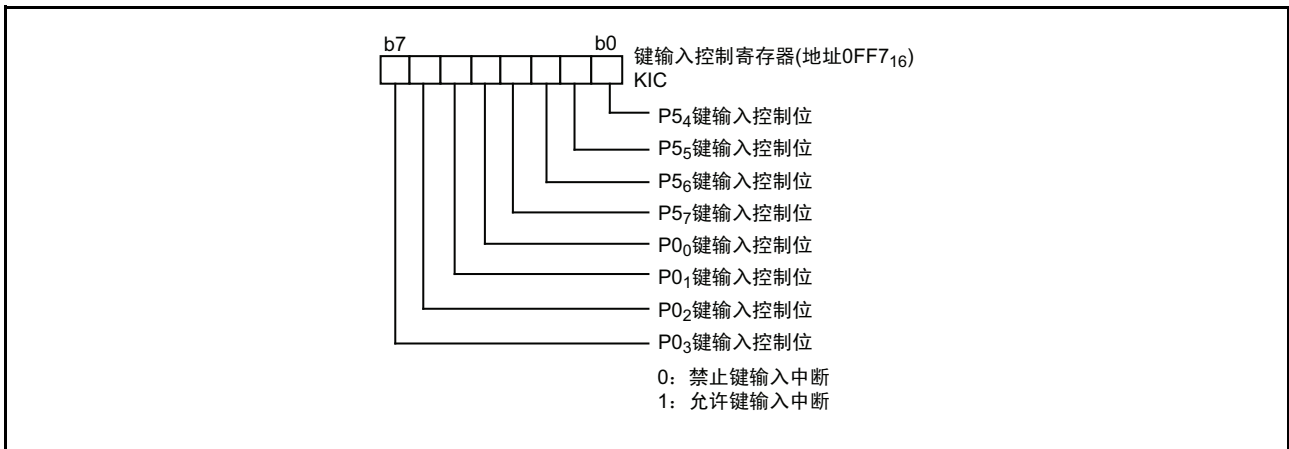 b7 b0 键输入控制寄存器(地址0FF7₁₆)
KIC
P5₄键输入控制位
P5₅键输入控制位
P5₆键输入控制位
P5₇键输入控制位
P0₀键输入控制位
P0₁键输入控制位
P0₂键输入控制位
P0₃键输入控制位
0：禁止键输入中断
1：允许键输入中断